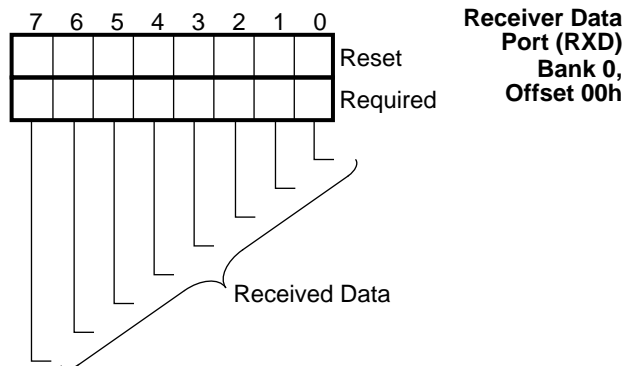 7 6 5 4 3 2 1 0
Reset
Required
Receiver Data
Port (RXD)
Bank 0,
Offset 00h
Received Data